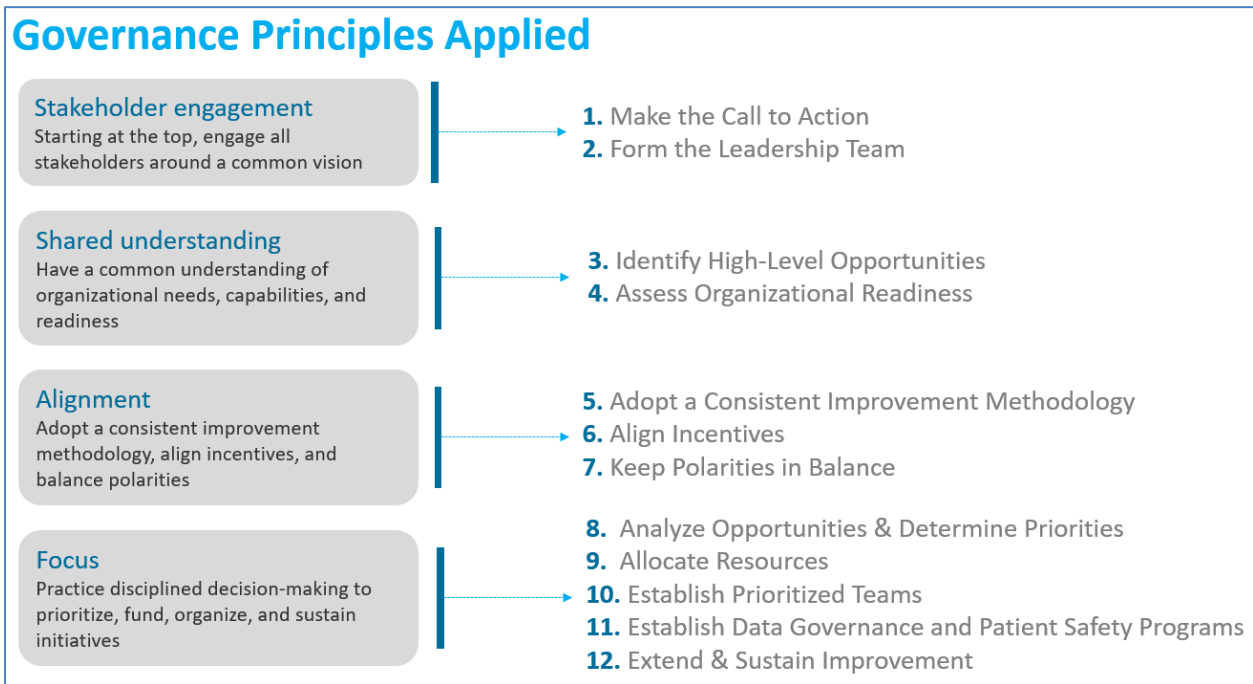 Governance Principles Applied
Stakeholder engagement
Starting at the top, engage all
stakeholders around a common vision
1. Make the Call to Action
2. Form the Leadership Team
Shared understanding
Have a common understanding of
organizational needs, capabilities, and
readiness
3. Identify High-Level Opportunities
4. Assess Organizational Readiness
Alignment
Adopt a consistent improvement
methodology, align incentives, and
balance polarities
5. Adopt a Consistent Improvement Methodology
6. Align Incentives
7. Keep Polarities in Balance
Focus
Practice disciplined decision-making to
prioritize, fund, organize, and sustain
initiatives
8. Analyze Opportunities & Determine Priorities
9. Allocate Resources
10. Establish Prioritized Teams
11. Establish Data Governance and Patient Safety Programs
12. Extend & Sustain Improvement